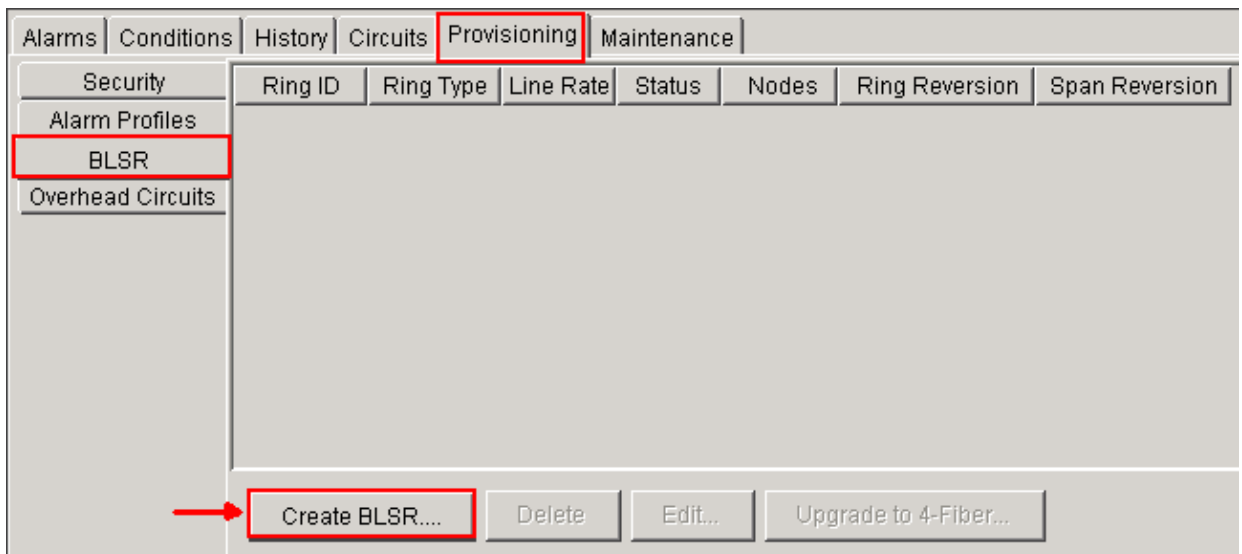 Alarms Conditions History Circuits Provisioning Maintenance
Security
Alarm Profiles
BLSR
Overhead Circuits
Ring ID Ring Type Line Rate Status Nodes Ring Reversion Span Reversion
Create BLSR.... Delete Edit... Upgrade to 4-Fiber...